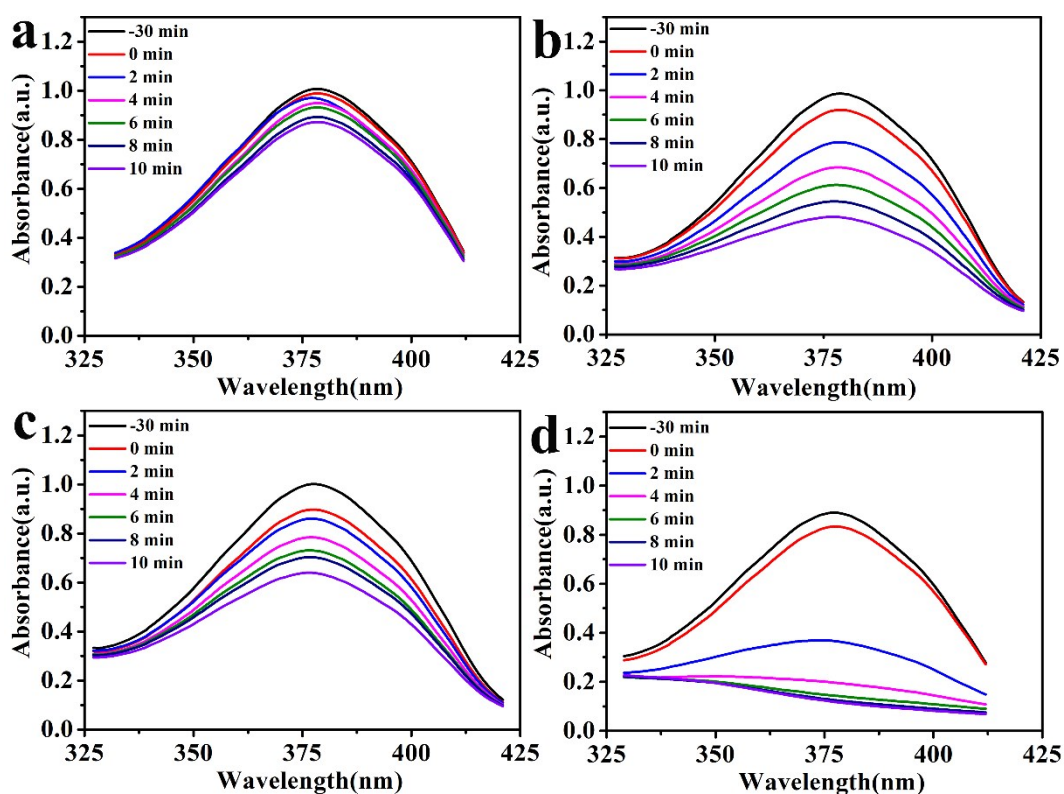 a
-30 min
0 min
2 min
4 min
6 min
8 min
10 min
1.2
1.0
0.8
0.6
0.4
0.2
0.0
Absorbance(a.u.)
325 350 375 400 425
Wavelength(nm)
b
-30 min
0 min
2 min
4 min
6 min
8 min
10 min
1.2
1.0
0.8
0.6
0.4
0.2
0.0
Absorbance(a.u.)
325 350 375 400 425
Wavelength(nm)
c
-30 min
0 min
2 min
4 min
6 min
8 min
10 min
1.2
1.0
0.8
0.6
0.4
0.2
0.0
Absorbance(a.u.)
325 350 375 400 425
Wavelength(nm)
d
-30 min
0 min
2 min
4 min
6 min
8 min
10 min
1.2
1.0
0.8
0.6
0.4
0.2
0.0
Absorbance(a.u.)
325 350 375 400 425
Wavelength(nm)